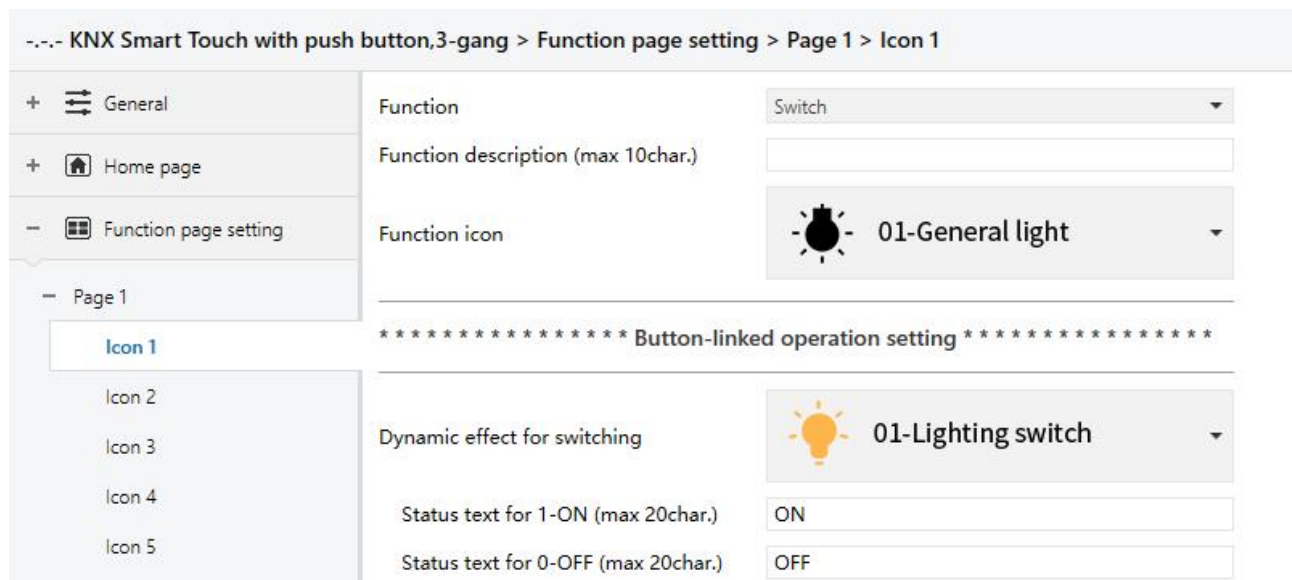 -.-.- KNX Smart Touch with push button,3-gang > Function page setting > Page 1 > Icon 1
+ General
+ Home page
− Function page setting
− Page 1
Icon 1
Icon 2
Icon 3
Icon 4
Icon 5
Function
Switch
Function description (max 10char.)
Function icon
01-General light
* * * * * * * * * * * * * * * * Button-linked operation setting * * * * * * * * * * * * * * * *
Dynamic effect for switching
01-Lighting switch
Status text for 1-ON (max 20char.)
ON
Status text for 0-OFF (max 20char.)
OFF